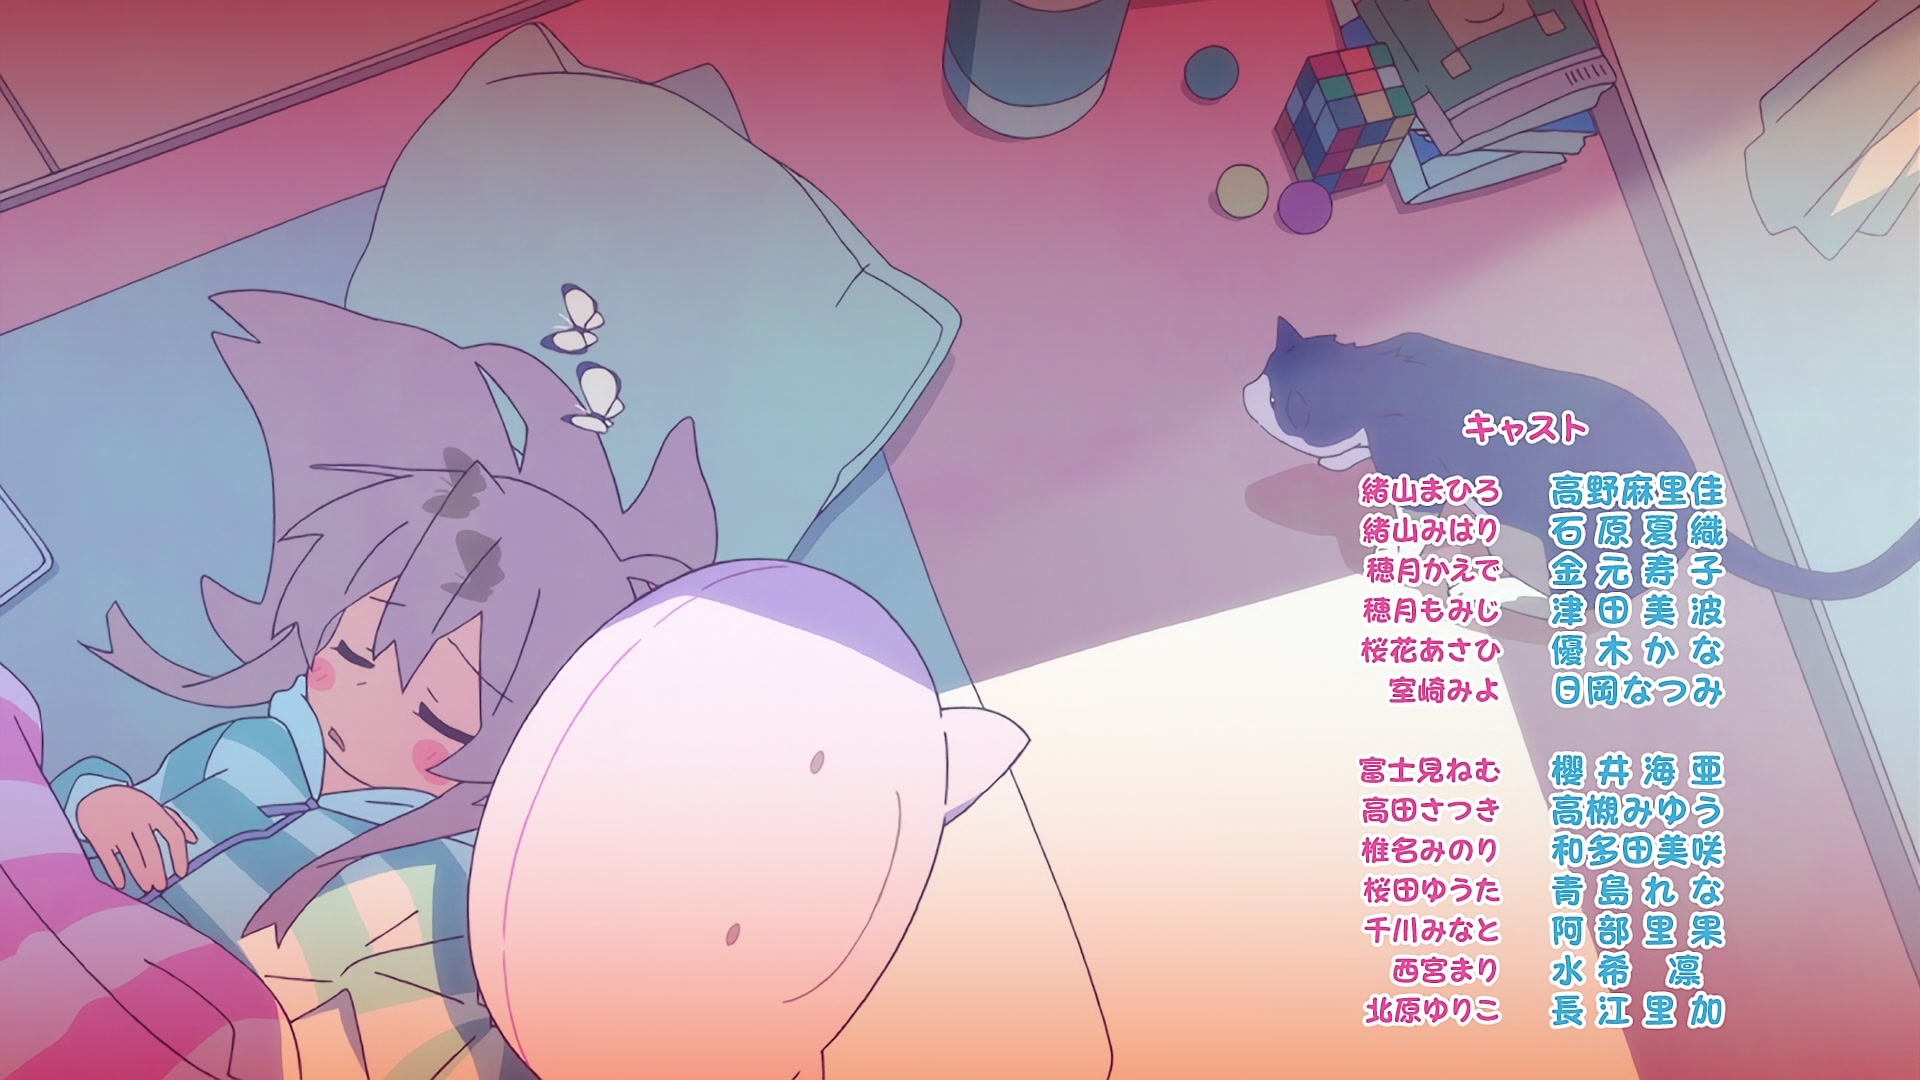 キャスト
緒山まひろ 高野麻里佳
緒山みはり 石原夏織
穂月かえで 金元寿子
穂月もみじ 津田美波
桜花あさひ 優木かな
室崎みよ 日岡なつみ
富士見ねむ 櫻井海亜
高田さつき 高槻みゆう
椎名みのり 和多田美咲
桜田ゆうた 青島れな
千川みなと 阿部里果
西宮まり 水希凛
北原ゆりこ 長江里加